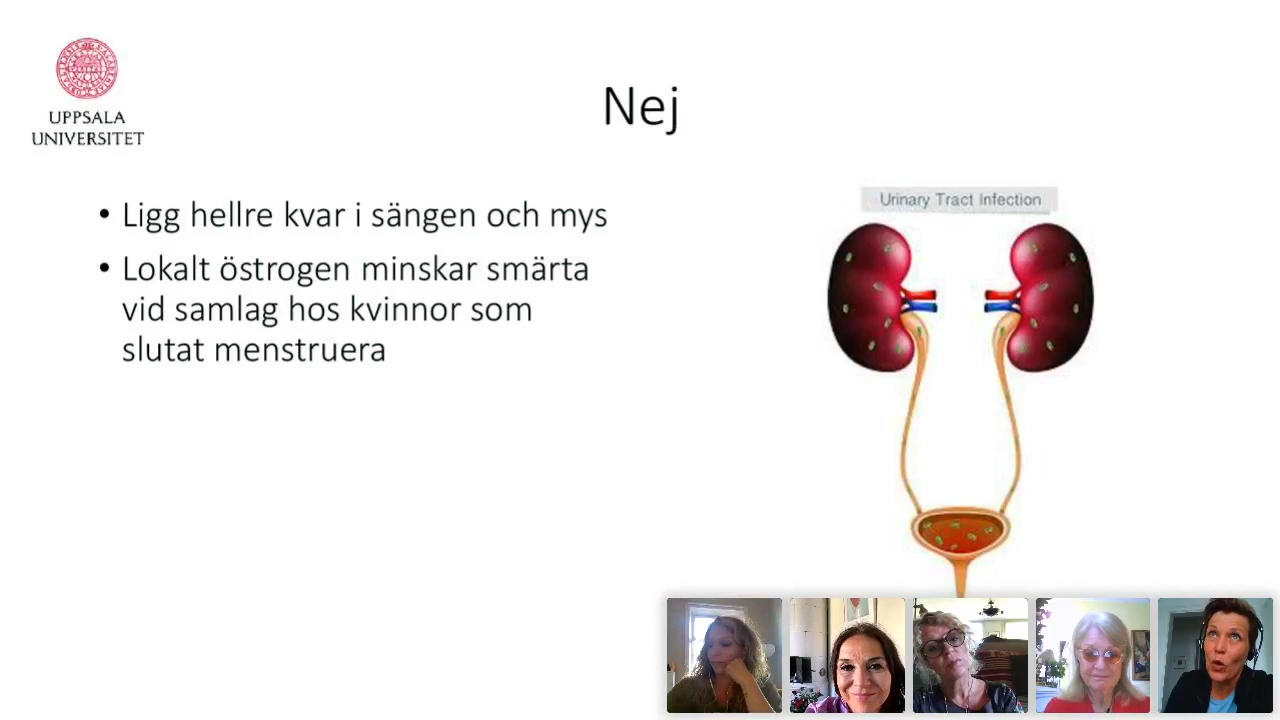 UPPSALA
UNIVERSITET
Nej
• Ligg hellre kvar i sängen och mys
• Lokalt östrogen minskar smärta
vid samlag hos kvinnor som
slutat menstruera
Urinary Tract Infection